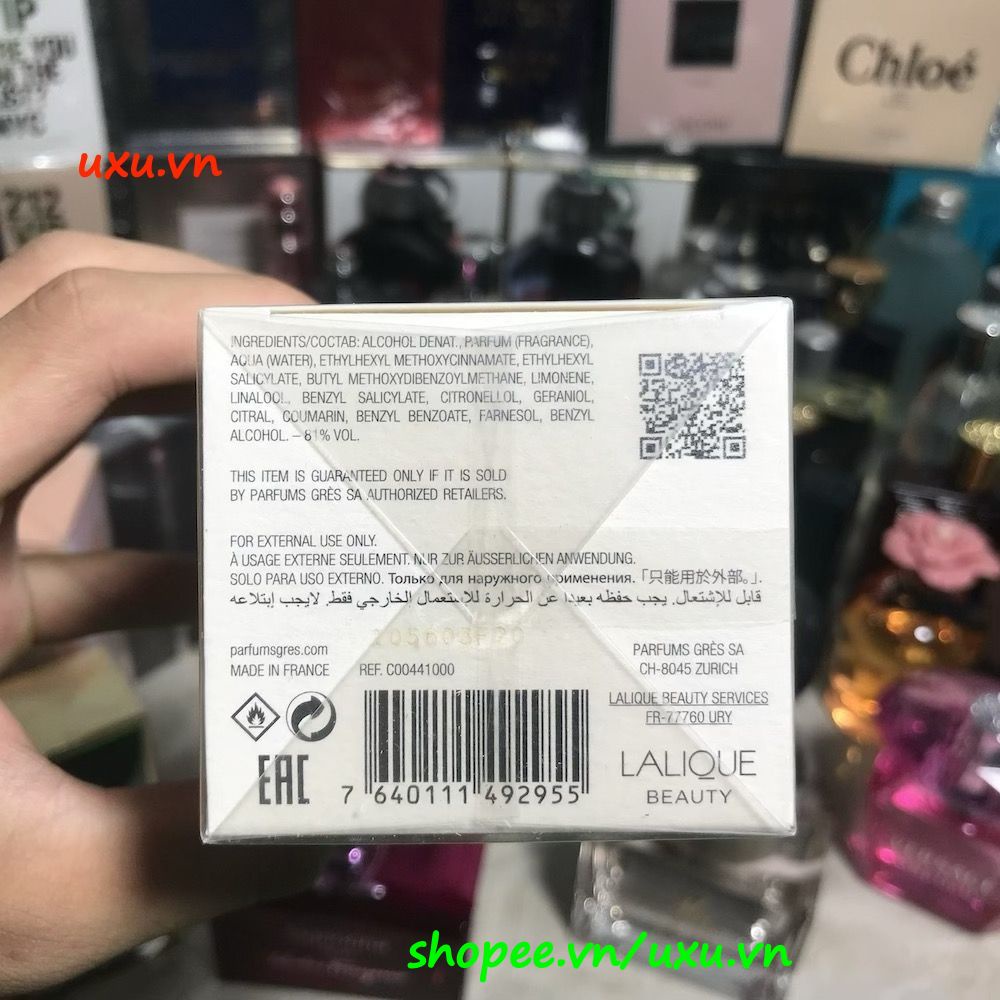 Chloé
uxu.vn
212
INGREDIENTS/COCTAB: ALCOHOL DENAT., PARFUM (FRAGRANCE),
AQUA (WATER), ETHYLHEXYL METHOXYCINNAMATE, ETHYLHEXYL
SALICYLATE, BUTYL METHOXYDIBENZOYLMETHANE, LIMONENE,
LINALOOL, BENZYL SALICYLATE, CITRONELLOL, GERANIOL,
CITRAL, COUMARIN, BENZYL BENZOATE, FARNESOL, BENZYL
ALCOHOL. – 81% VOL.
THIS ITEM IS GUARANTEED ONLY IF IT IS SOLD
BY PARFUMS GRÈS SA AUTHORIZED RETAILERS.
FOR EXTERNAL USE ONLY.
À USAGE EXTERNE SEULEMENT. NUR ZUR ÄUSSERLICHEN ANWENDUNG.
SOLO PARA USO EXTERNO. Только для наружного применения. 「只能用於外部。」.
قابل للإشتعال. يجب حفظه بعيدا عن الحرارة للاستعمال الخارجي فقط. لايجب إبتلاعه
parfumsgres.com
MADE IN FRANCE REF. C00441000
PARFUMS GRÈS SA
CH-8045 ZURICH
LALIQUE BEAUTY SERVICES
FR-77760 URY
EAC
7 640111 492955
LALIQUE
BEAUTY
shopee.vn/uxu.vn